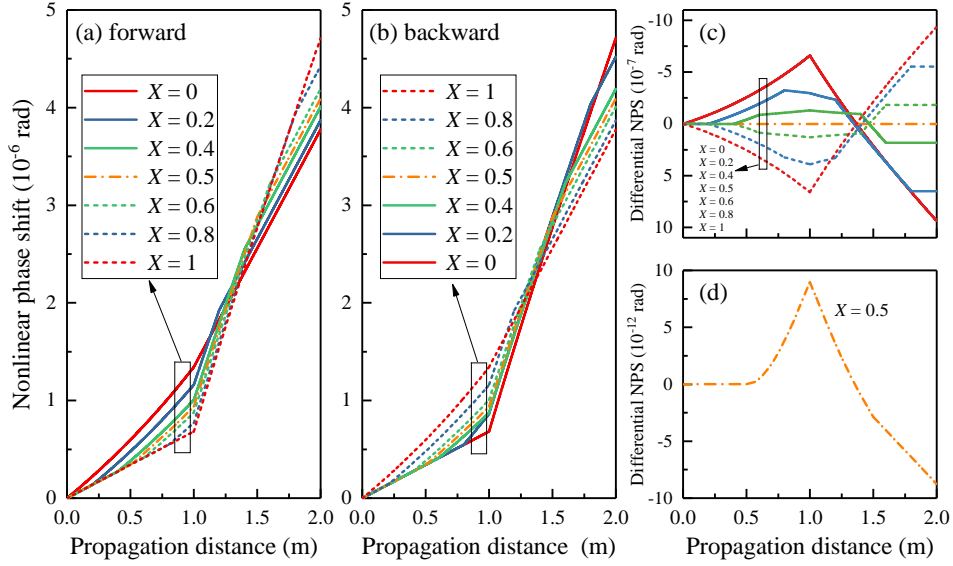 (a) forward
X = 0
X = 0.2
X = 0.4
X = 0.5
X = 0.6
X = 0.8
X = 1
Nonlinear phase shift (10⁻⁶ rad)
5
4
3
2
1
0
0.0 0.5 1.0 1.5 2.0
Propagation distance (m)
(b) backward
X = 1
X = 0.8
X = 0.6
X = 0.5
X = 0.4
X = 0.2
X = 0
5
4
3
2
1
0
0.0 0.5 1.0 1.5 2.0
Propagation distance (m)
(c)
Differential NPS (10⁻⁷ rad)
-10
-5
0
5
10
X = 0
X = 0.2
X = 0.4
X = 0.5
X = 0.6
X = 0.8
X = 1
(d)
X = 0.5
Differential NPS (10⁻¹² rad)
10
5
0
-5
-10
0.0 0.5 1.0 1.5 2.0
Propagation distance (m)